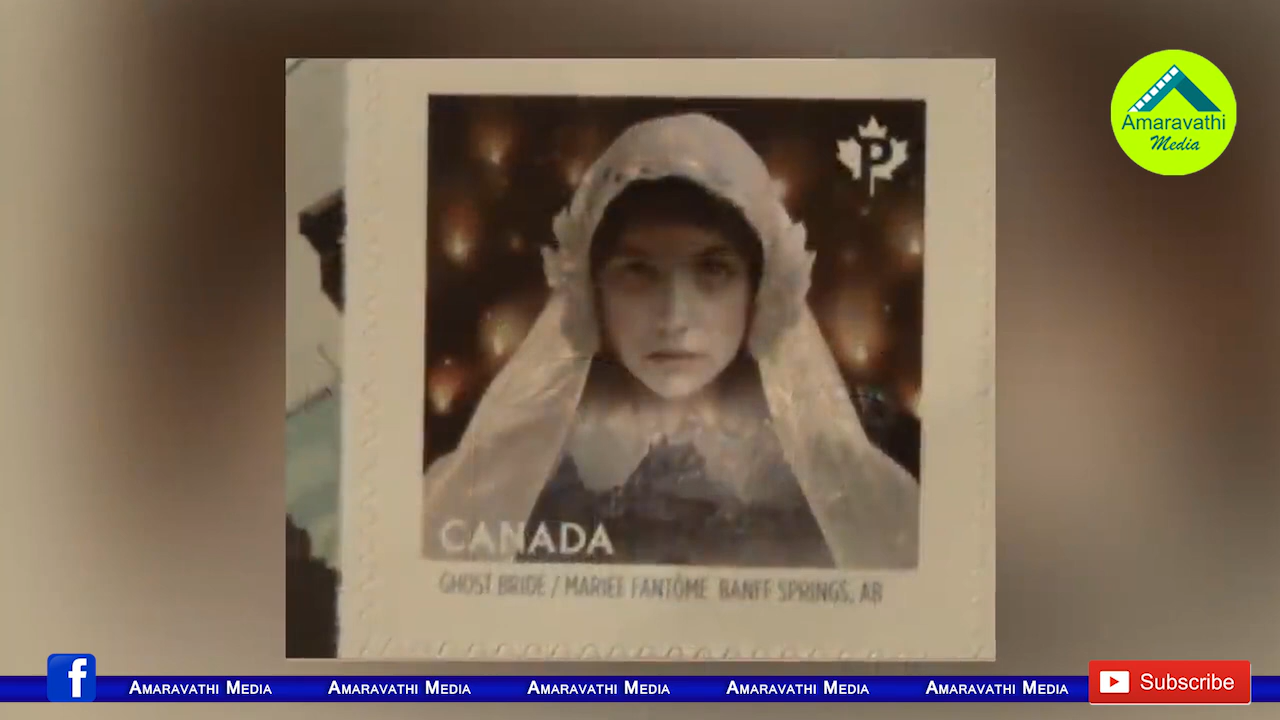 Amaravathi
Media
P
CANADA
GHOST BRIDE / MARIÉE FANTÔME BANFF SPRINGS, AB
f
AMARAVATHI MEDIA AMARAVATHI MEDIA AMARAVATHI MEDIA AMARAVATHI MEDIA AMARAVATHI MEDIA
Subscribe